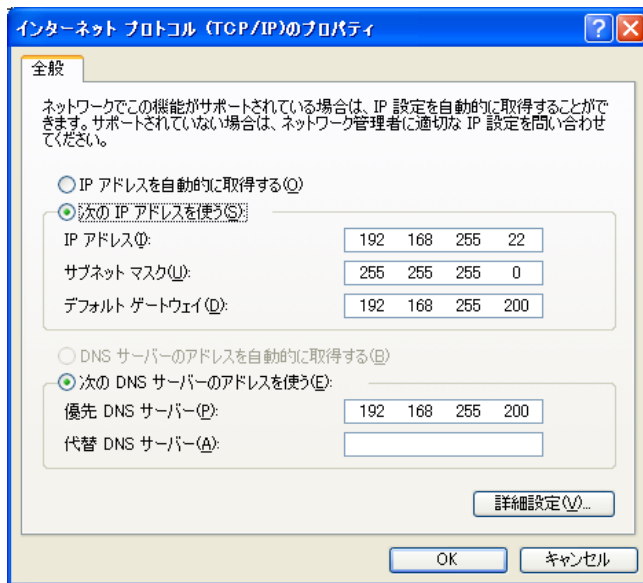 インターネット プロトコル (TCP/IP)のプロパティ
全般
ネットワークでこの機能がサポートされている場合は、IP 設定を自動的に取得することがで
きます。サポートされていない場合は、ネットワーク管理者に適切な IP 設定を問い合わせ
てください。
IP アドレスを自動的に取得する(O)
次の IP アドレスを使う(S):
IP アドレス(I): 192 168 255 22
サブネット マスク(U): 255 255 255 0
デフォルト ゲートウェイ(D): 192 168 255 200
DNS サーバーのアドレスを自動的に取得する(B)
次の DNS サーバーのアドレスを使う(E):
優先 DNS サーバー(P): 192 168 255 200
代替 DNS サーバー(A):
詳細設定(V)...
OK キャンセル